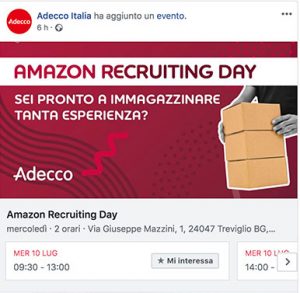 Adecco
Adecco Italia ha aggiunto un evento.
6 h ·
AMAZON RECRUITING DAY
SEI PRONTO A IMMAGAZZINARE
TANTA ESPERIENZA?
Adecco
Amazon Recruiting Day
mercoledì · 2 orari · Via Giuseppe Mazzini, 1, 24047 Treviglio BG,...
MER 10 LUG
09:30 - 13:00
★ Mi interessa
MER 10 LUG
14:00 -